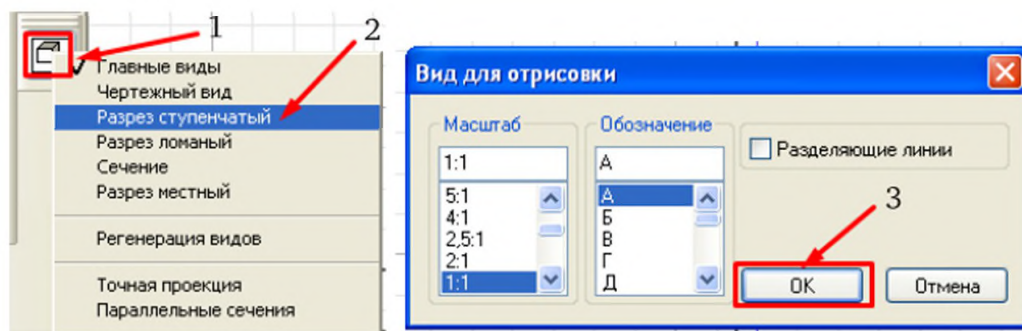 1
2
Главные виды
Чертежный вид
Разрез ступенчатый
Разрез ломаный
Сечение
Разрез местный
Регенерация видов
Точная проекция
Параллельные сечения
Вид для отрисовки
Масштаб
1:1
5:1
4:1
2,5:1
2:1
1:1
Обозначение
А
А
Б
В
Г
Д
Разделяющие линии
3
OK
Отмена